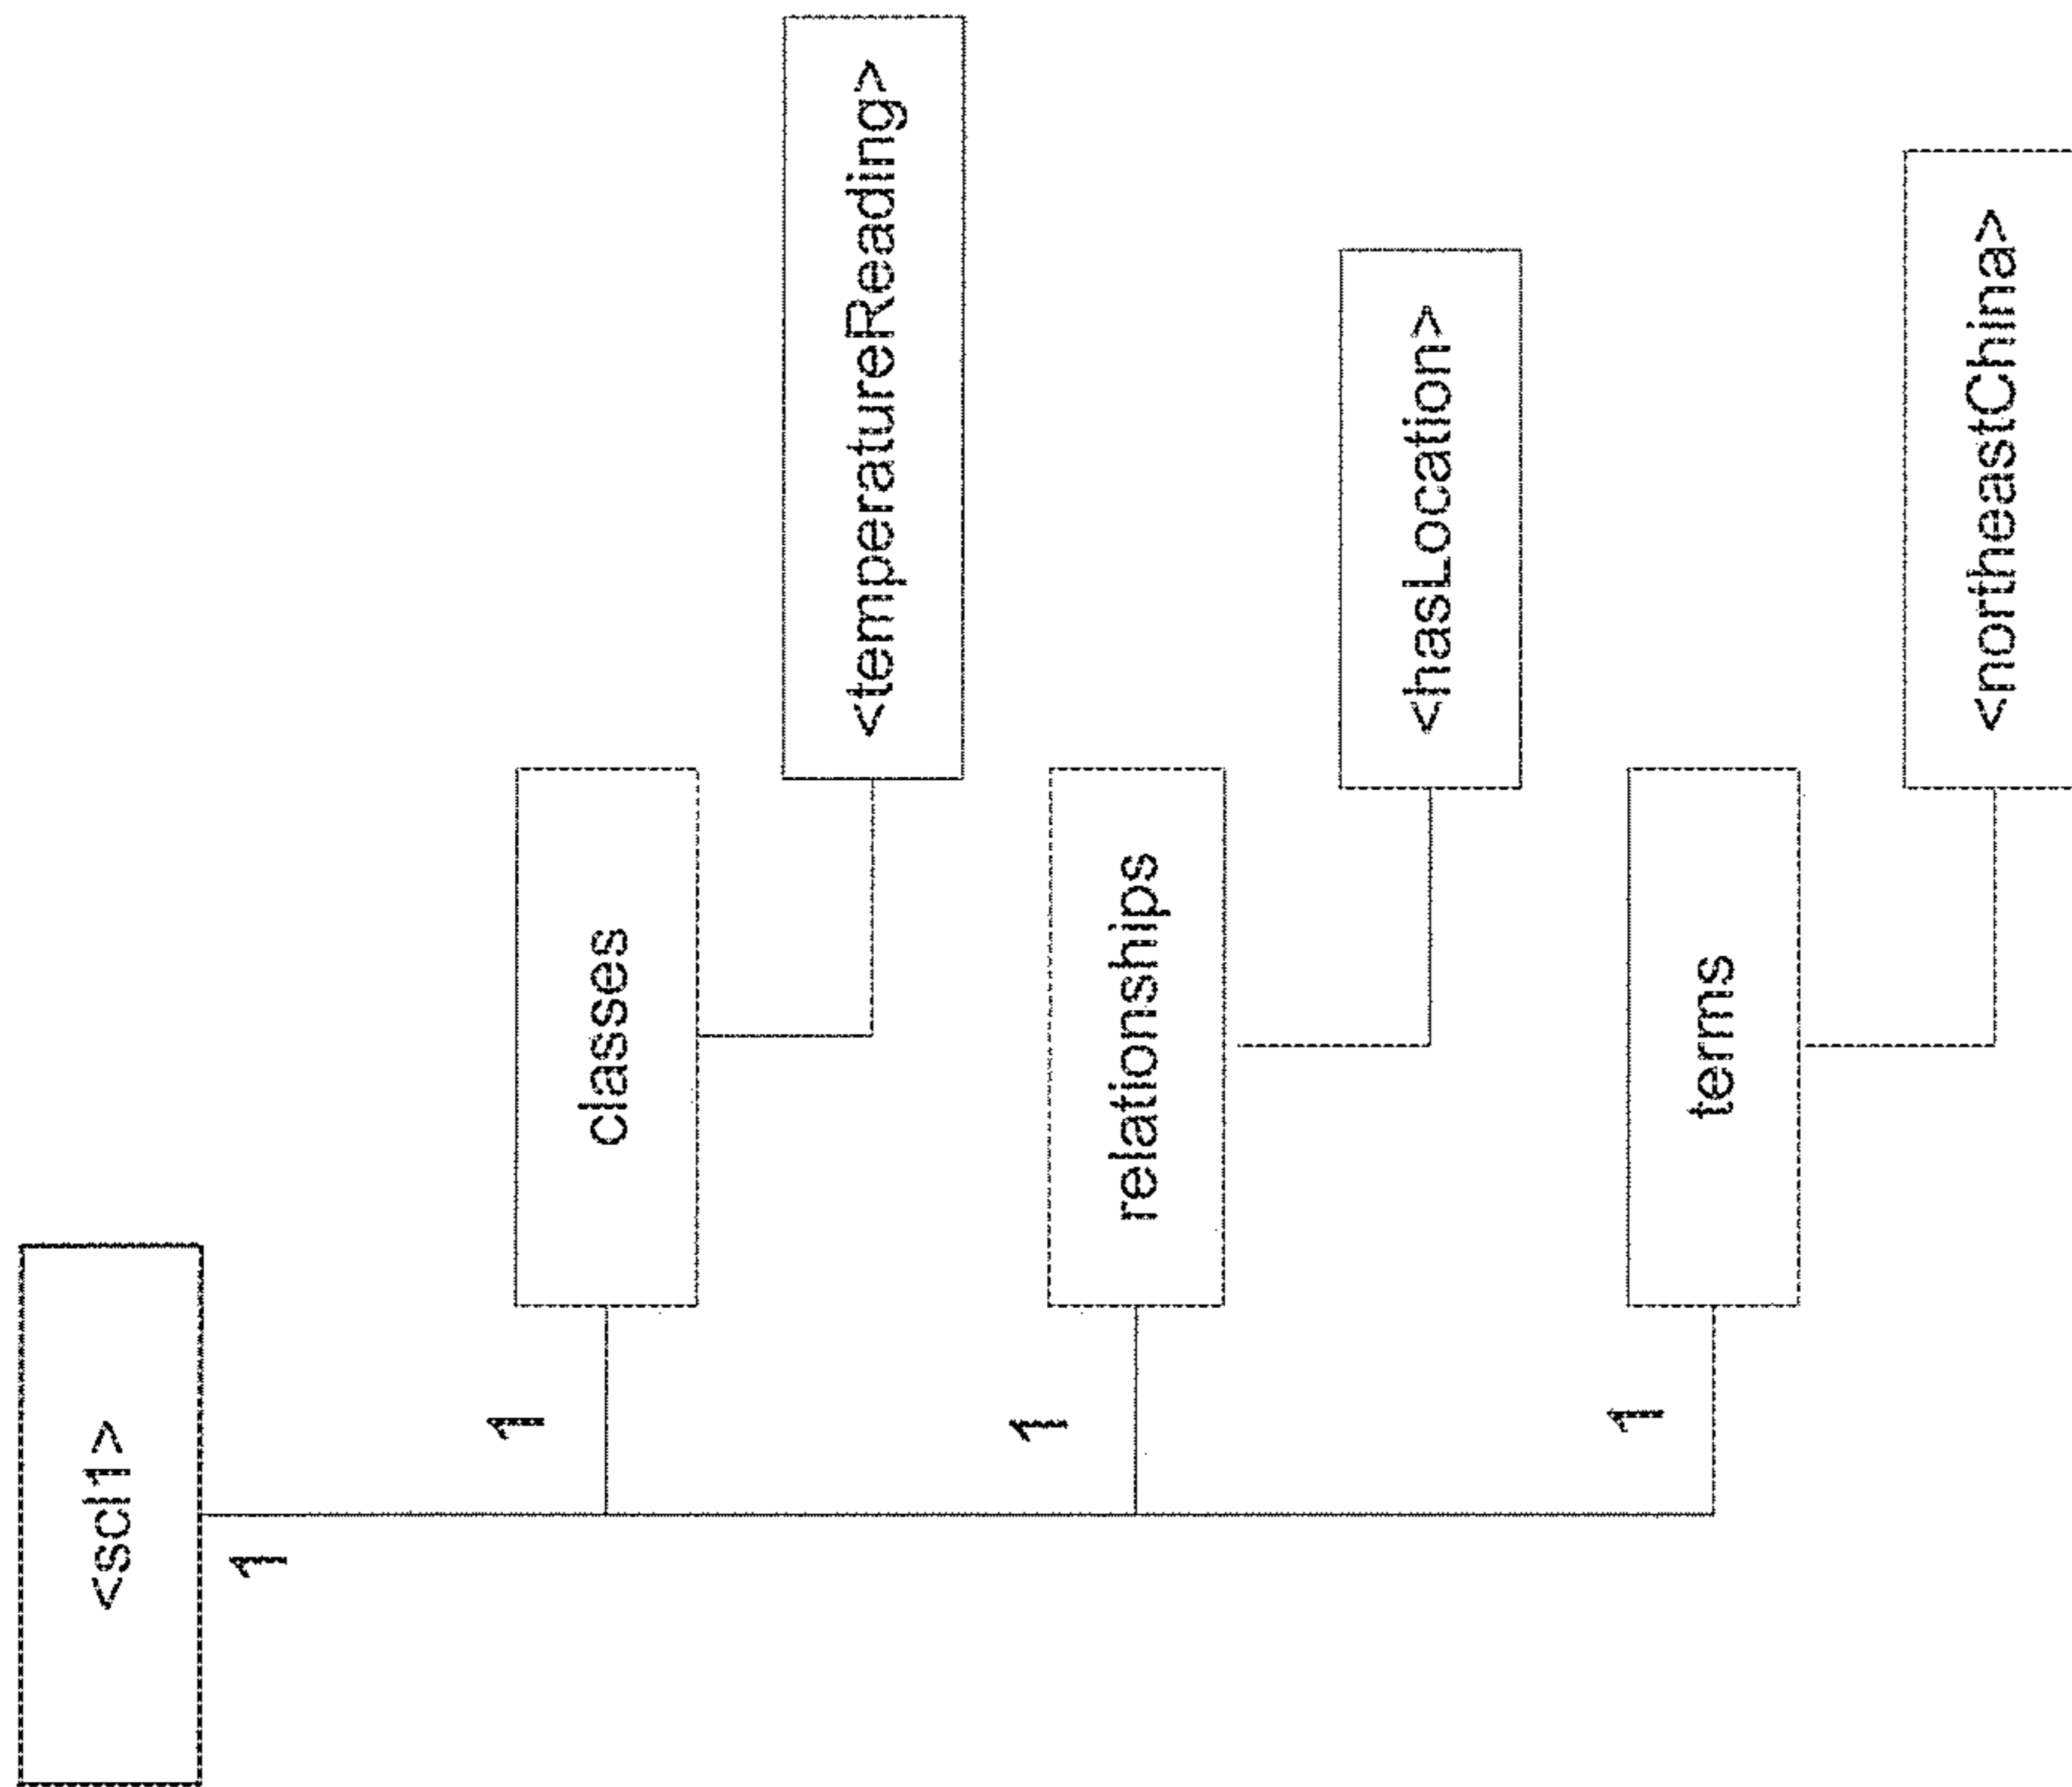 <scl1>
1
1
classes
<temperatureReading>
1
relationships
<hasLocation>
1
terms
<northeastChina>